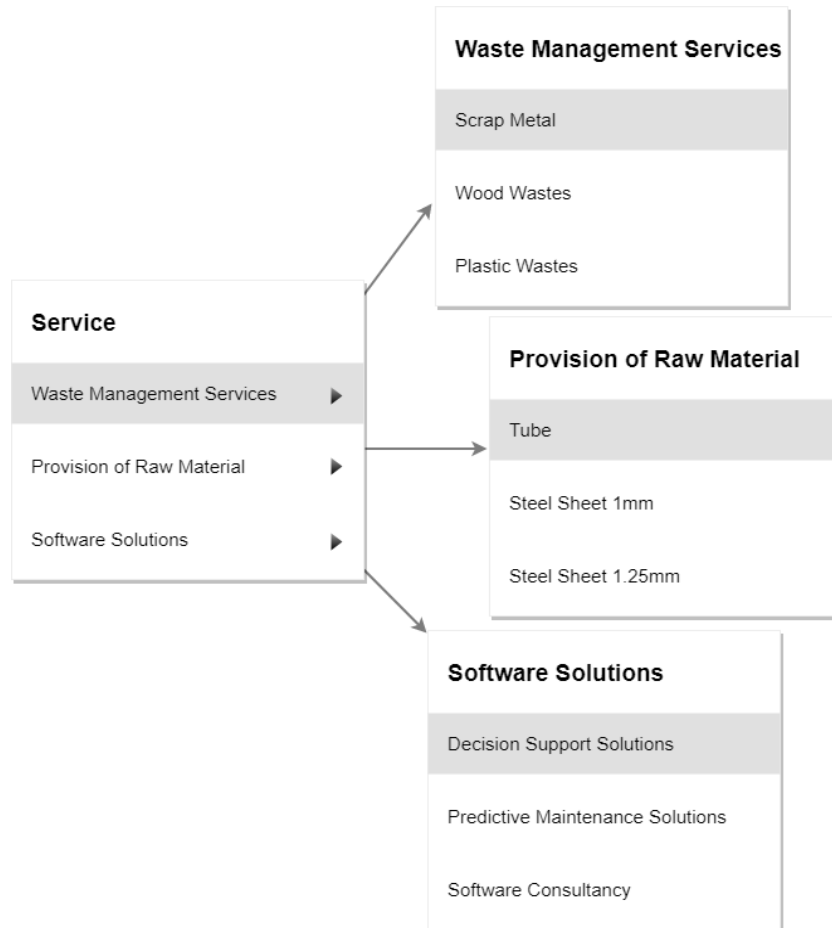 Waste Management Services
Scrap Metal
Wood Wastes
Plastic Wastes
Service
Waste Management Services
Provision of Raw Material
Software Solutions
Provision of Raw Material
Tube
Steel Sheet 1mm
Steel Sheet 1.25mm
Software Solutions
Decision Support Solutions
Predictive Maintenance Solutions
Software Consultancy